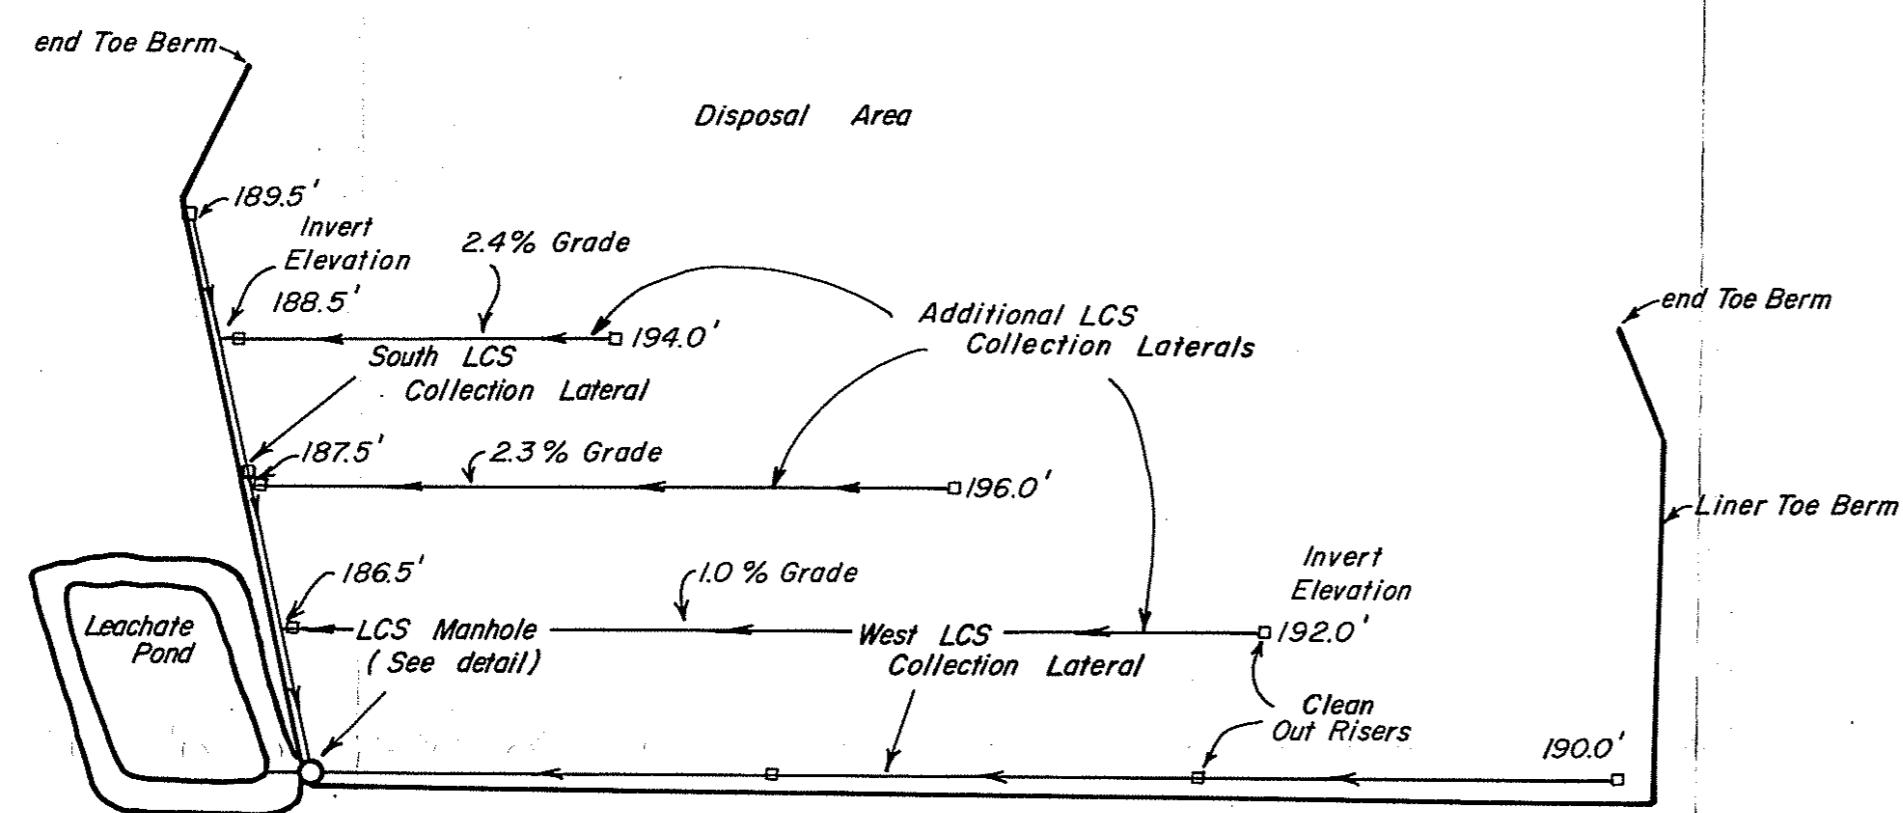 end Toe Berm
Disposal Area
189.5'
Invert
Elevation
188.5'
2.4% Grade
194.0'
South LCS
Collection Lateral
Additional LCS
Collection Laterals
end Toe Berm
187.5'
2.3% Grade
196.0'
Liner Toe Berm
186.5'
1.0% Grade
Invert
Elevation
192.0'
Leachate
Pond
LCS Manhole
(See detail)
West LCS
Collection Lateral
Clean
Out Risers
190.0'